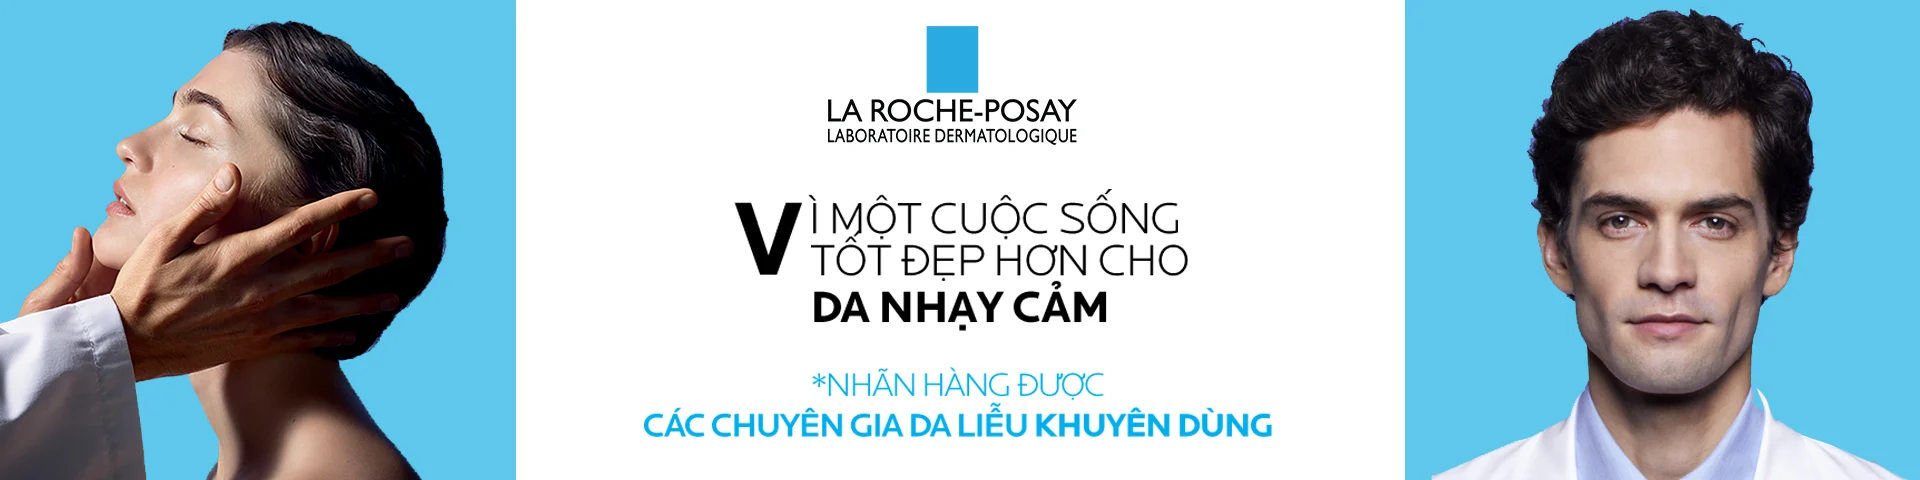 LA ROCHE-POSAY
LABORATOIRE DERMATOLOGIQUE
VÌ MỘT CUỘC SỐNG
TỐT ĐẸP HƠN CHO
DA NHẠY CẢM
*NHÃN HÀNG ĐƯỢC
CÁC CHUYÊN GIA DA LIỄU KHUYÊN DÙNG